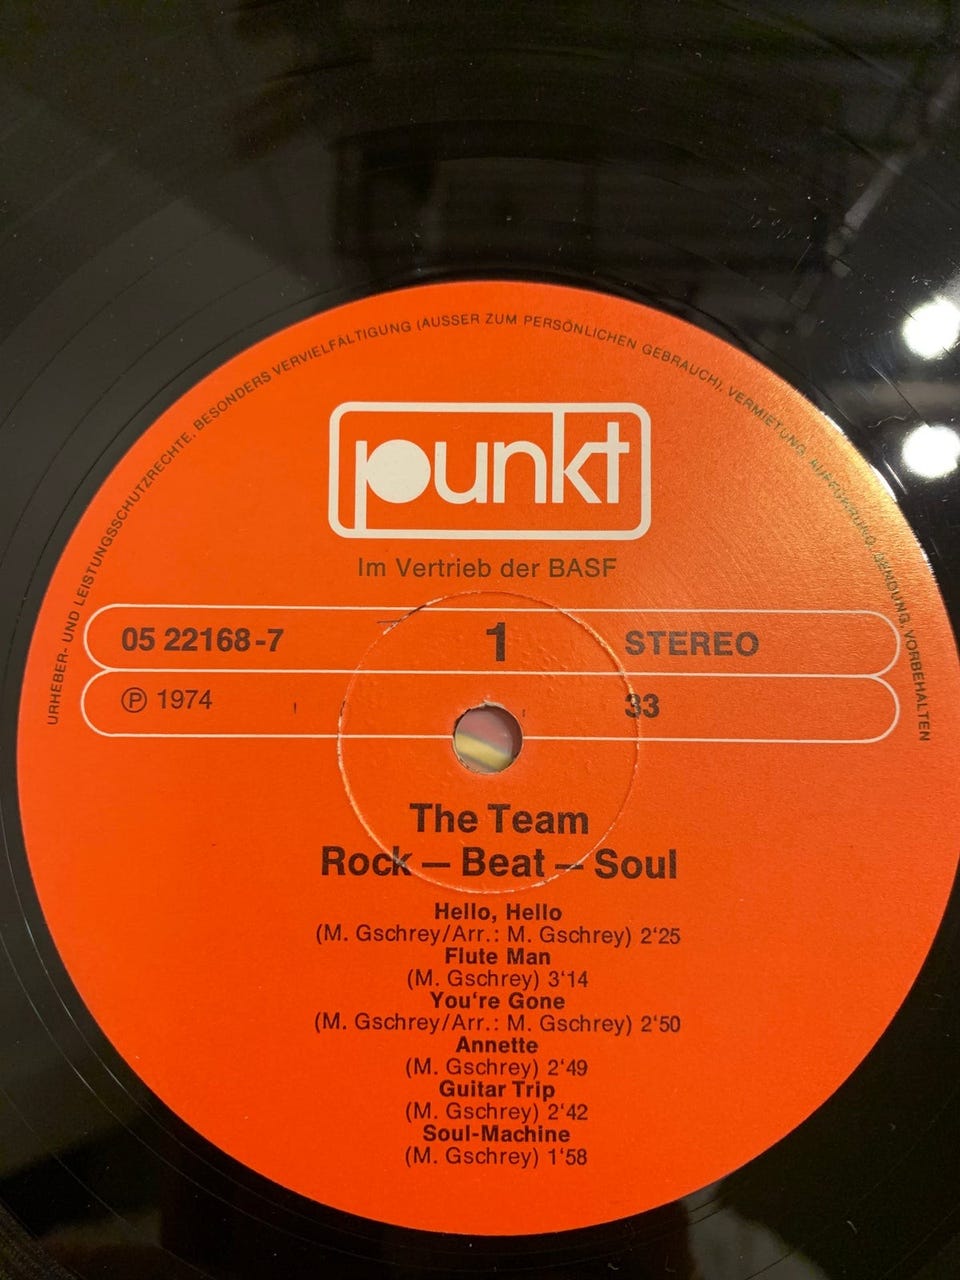 URHEBER- UND LEISTUNGSSCHUTZRECHTE, BESONDERS VERVIELFÄLTIGUNG (AUSSER ZUM PERSÖNLICHEN GEBRAUCH), VERMIETUNG, AUFFÜHRUNG, SENDUNG, VORBEHALTEN
punkt
Im Vertrieb der BASF
05 22168-7 1 STEREO
Ⓟ 1974 33
The Team
Rock – Beat – Soul
Hello, Hello
(M. Gschrey/Arr.: M. Gschrey) 2‘25
Flute Man
(M. Gschrey) 3‘14
You‘re Gone
(M. Gschrey/Arr.: M. Gschrey) 2‘50
Annette
(M. Gschrey) 2‘49
Guitar Trip
(M. Gschrey) 2‘42
Soul-Machine
(M. Gschrey) 1‘58